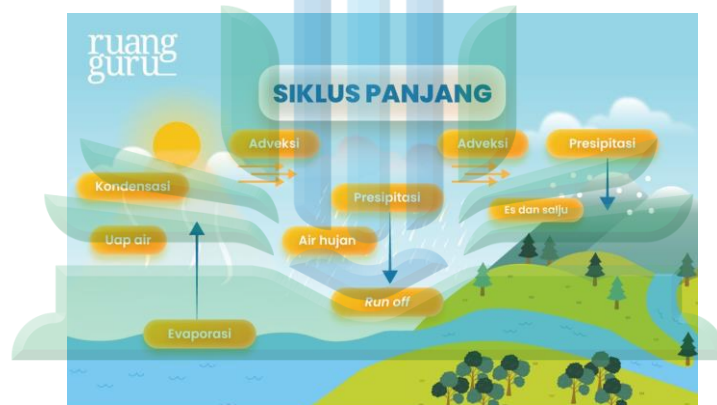 ruang
guru
SIKLUS PANJANG
Adveksi
Adveksi
Presipitasi
Kondensasi
Presipitasi
Es dan salju
Uap air
Air hujan
Run off
Evaporasi